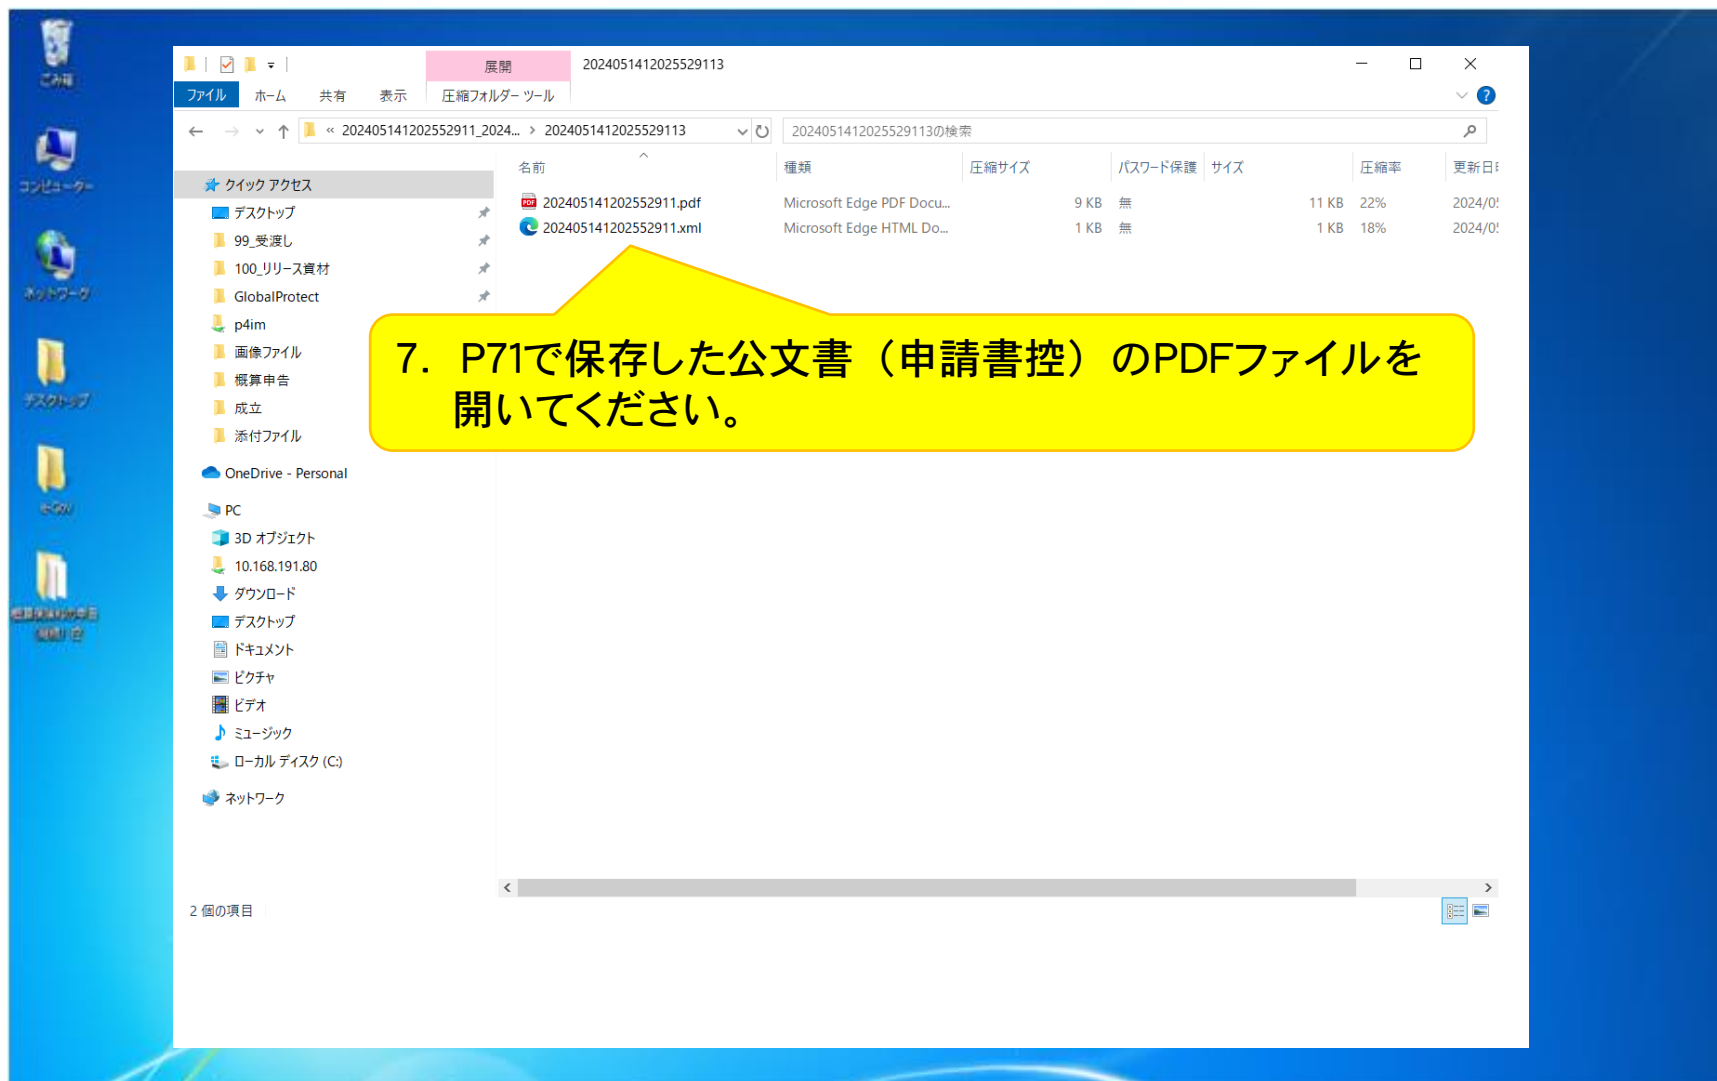 ごみ箱
コンピューター
ネットワーク
デスクトップ
e-Gov
展開
2024051412025529113
ファイル
ホーム
共有
表示
圧縮フォルダー ツール
« 202405141202552911_2024... › 2024051412025529113
2024051412025529113の検索
名前
種類
圧縮サイズ
パスワード保護
サイズ
圧縮率
更新日
202405141202552911.pdf Microsoft Edge PDF Docu... 9 KB 無 11 KB 22% 2024/05
202405141202552911.xml Microsoft Edge HTML Do... 1 KB 無 1 KB 18% 2024/05
クイック アクセス
デスクトップ
99_受渡し
100_リリース資材
GlobalProtect
p4im
画像ファイル
概算申告
成立
添付ファイル
OneDrive - Personal
PC
3D オブジェクト
10.168.191.80
ダウンロード
デスクトップ
ドキュメント
ピクチャ
ビデオ
ミュージック
ローカル ディスク (C:)
ネットワーク
7. P71で保存した公文書（申請書控）のPDFファイルを
開いてください。
2 個の項目